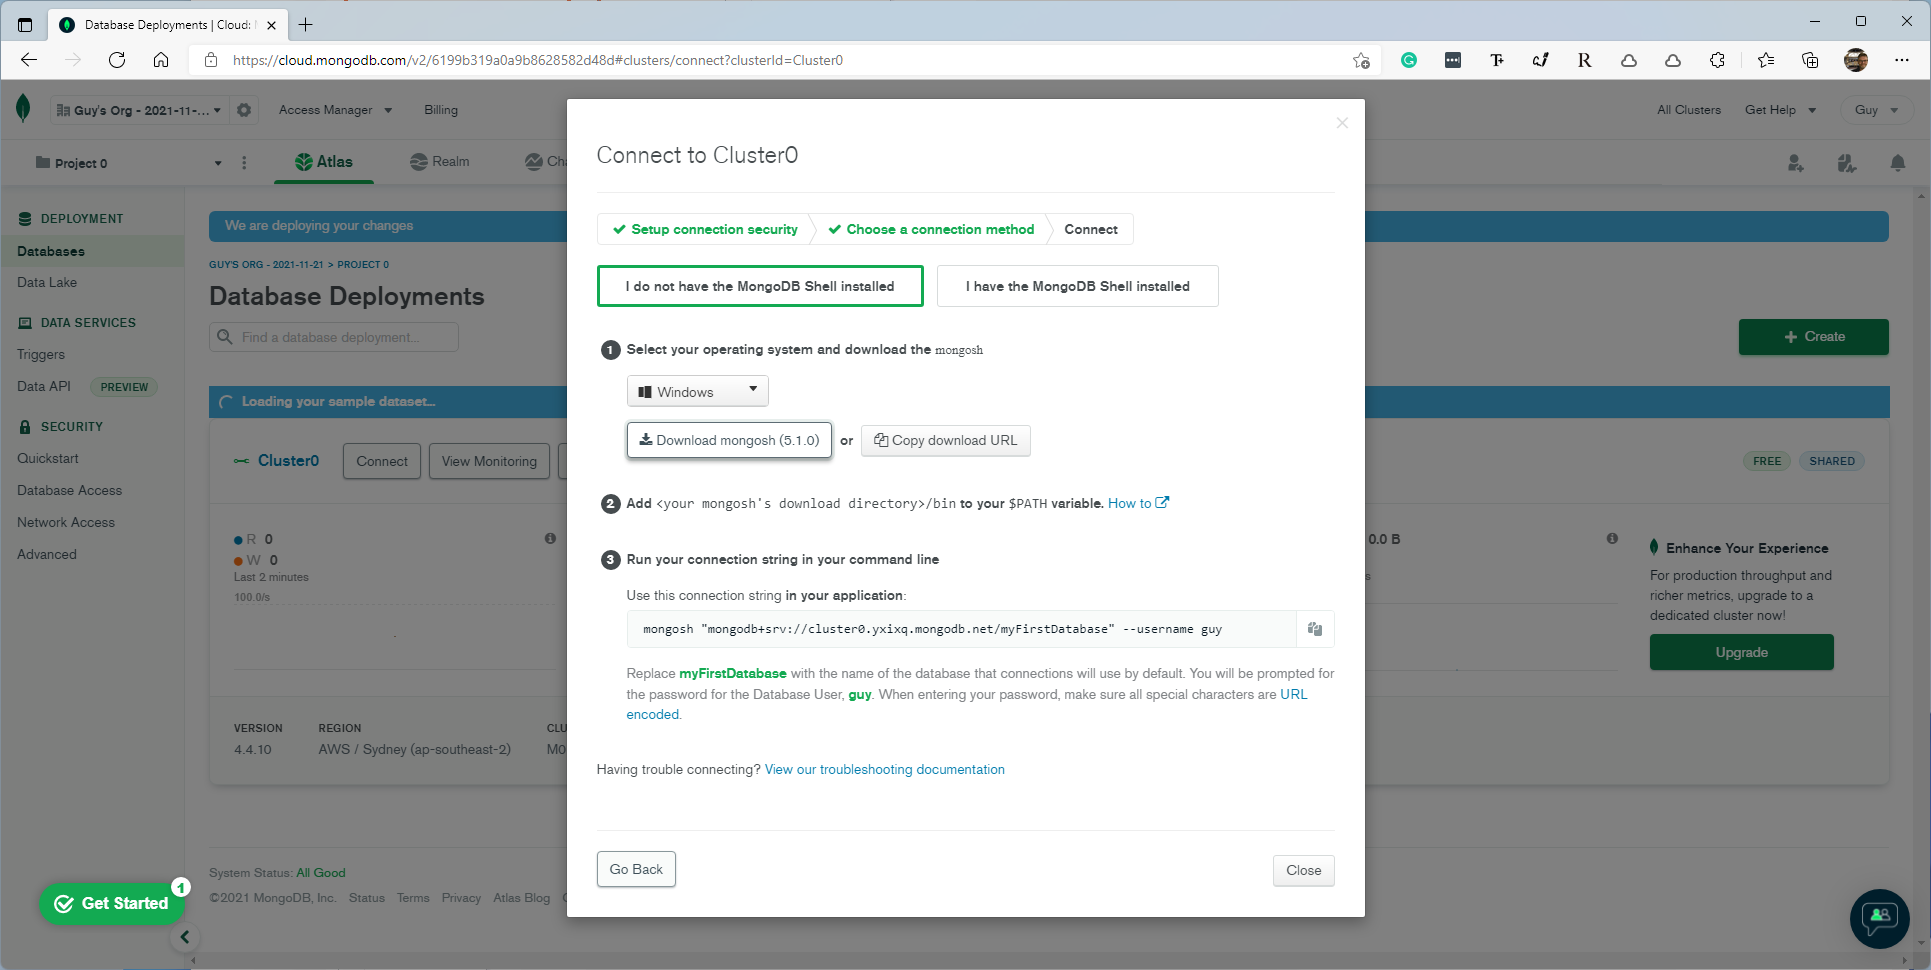 Database Deployments | Cloud:
https://cloud.mongodb.com/v2/6199b319a0a9b8628582d48d#clusters/connect?clusterId=Cluster0
Guy's Org - 2021-11-...
Access Manager
Billing
All Clusters
Get Help
Guy
Project 0
Atlas
Realm
Connect to Cluster0
Setup connection security
Choose a connection method
Connect
DEPLOYMENT
Databases
Data Lake
DATA SERVICES
Triggers
Data API PREVIEW
SECURITY
Quickstart
Database Access
Network Access
Advanced
We are deploying your changes
GUY'S ORG - 2021-11-21 > PROJECT 0
Database Deployments
Find a database deployment...
+ Create
Loading your sample dataset...
Cluster0
Connect
View Monitoring
FREE
SHARED
R 0
W 0
Last 2 minutes
100.0/s
0.0 B
Enhance Your Experience
For production throughput and
richer metrics, upgrade to a
dedicated cluster now!
Upgrade
VERSION
4.4.10
REGION
AWS / Sydney (ap-southeast-2)
I do not have the MongoDB Shell installed
I have the MongoDB Shell installed
1 Select your operating system and download the mongosh
Windows
Download mongosh (5.1.0) or Copy download URL
2 Add <your mongosh's download directory>/bin to your $PATH variable. How to
3 Run your connection string in your command line
Use this connection string in your application:
mongosh "mongodb+srv://cluster0.yxixq.mongodb.net/myFirstDatabase" --username guy
Replace myFirstDatabase with the name of the database that connections will use by default. You will be prompted for
the password for the Database User, guy. When entering your password, make sure all special characters are URL
encoded.
Having trouble connecting? View our troubleshooting documentation
Go Back
Close
System Status: All Good
©2021 MongoDB, Inc. Status Terms Privacy Atlas Blog
Get Started
1